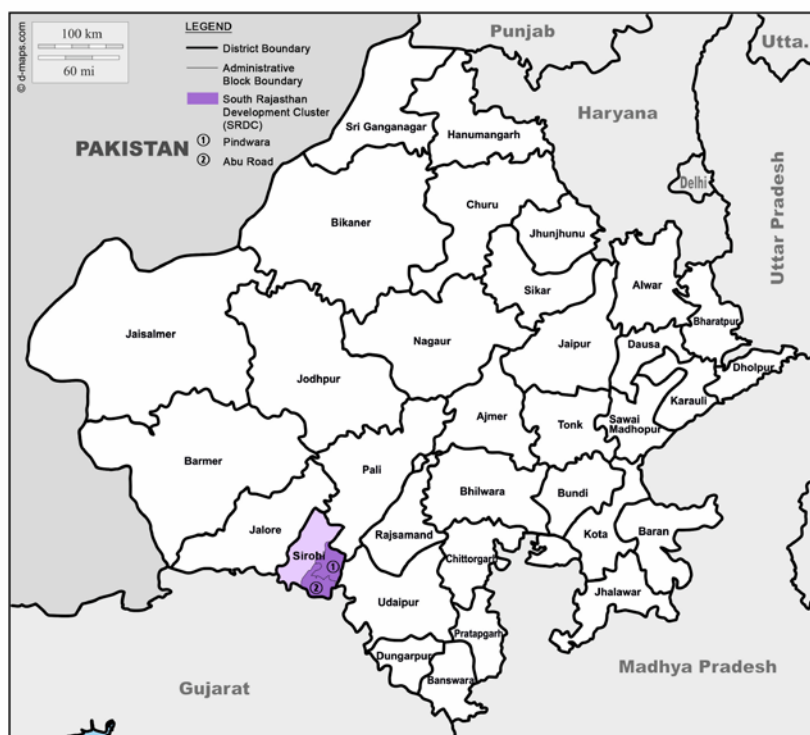 © d-maps.com
100 km
60 mi
LEGEND
District Boundary
Administrative
Block Boundary
South Rajasthan
Development Cluster
(SRDC)
① Pindwara
② Abu Road
Punjab
Utta.
Haryana
PAKISTAN
Delhi
Uttar Pradesh
Sri Ganganagar
Hanumangarh
Bikaner
Churu
Jhunjhunu
Sikar
Alwar
Bharatpur
Jaisalmer
Nagaur
Jaipur
Dausa
Dholpur
Jodhpur
Karauli
Ajmer
Tonk
Sawai
Madhopur
Barmer
Pali
Bhilwara
Bundi
Jalore
Rajsamand
Kota
Baran
Sirobi
①
②
Chittorgarh
Jhalawar
Udaipur
Pratapgarh
Dungarpur
Banswara
Madhya Pradesh
Gujarat